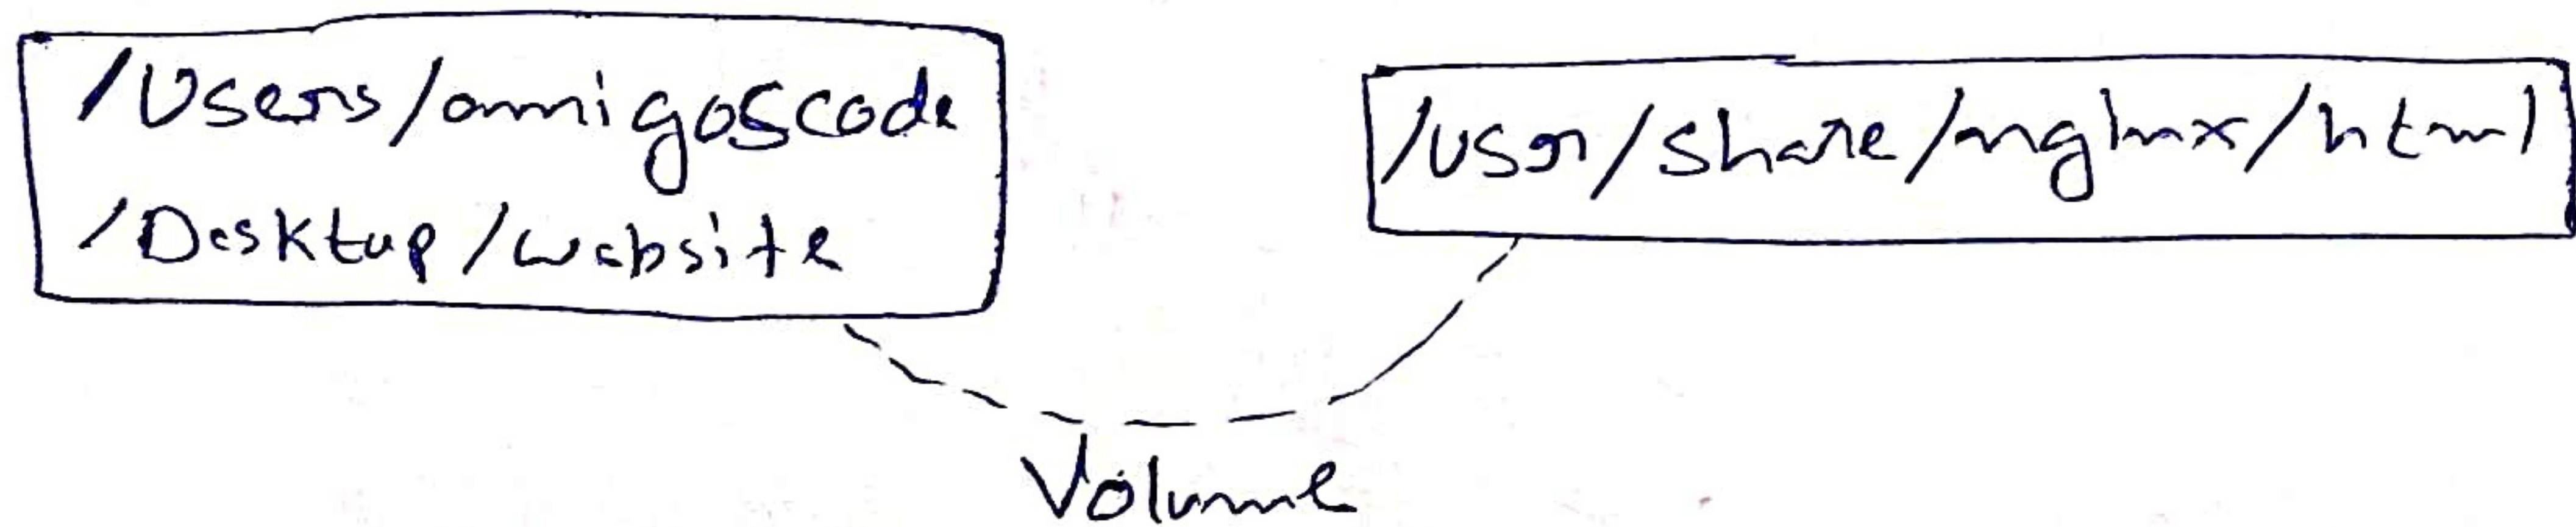 /Users/amigoscode
/Desktop/website
/usr/share/nginx/html
Volume